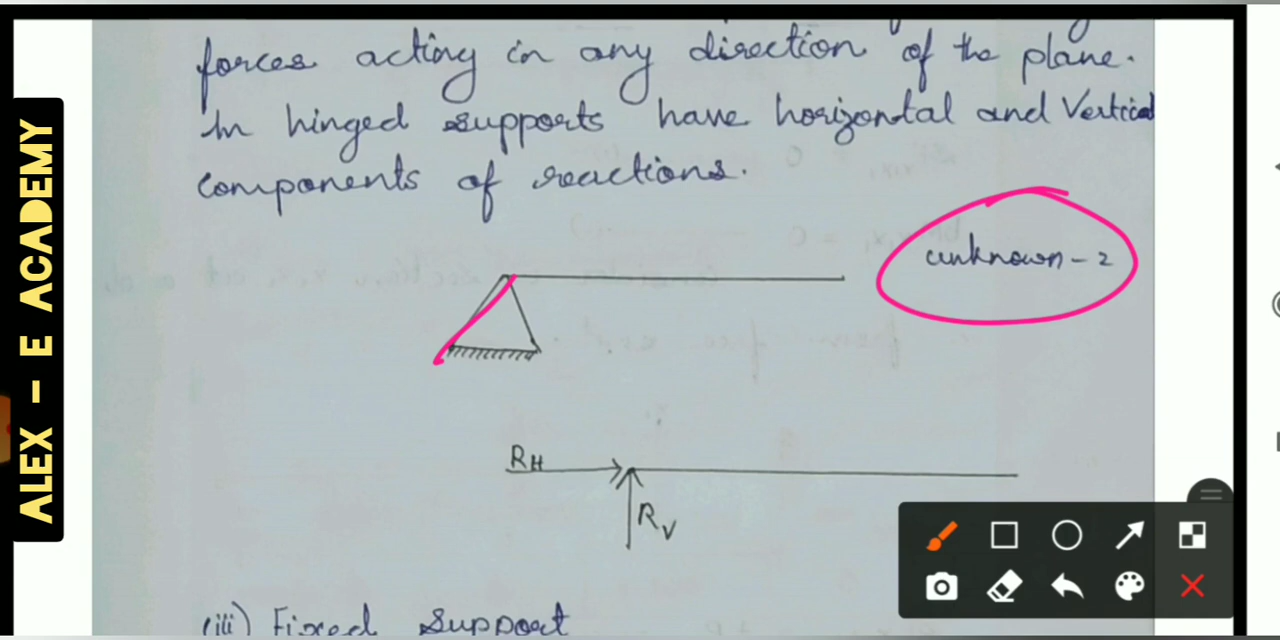 forces acting in any direction of the plane.
In hinged supports have horizontal and Vertical
components of reactions.
unknown - 2
RH
RV
(iii) Fixed Support
ALEX - E ACADEMY